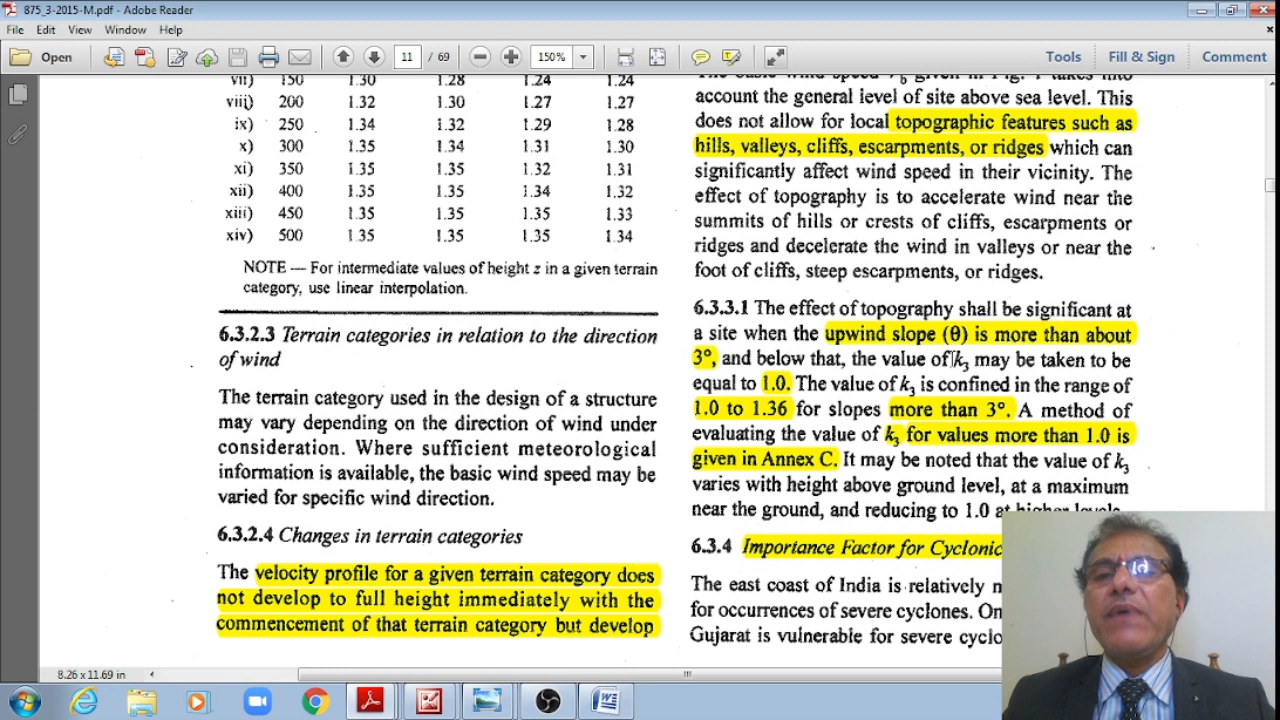 875_3-2015-M.pdf - Adobe Reader
File Edit View Window Help
Open 11 / 69 150% Tools Fill & Sign Comment
vii) 150 1.30 1.28 1.24 1.24
viii) 200 1.32 1.30 1.27 1.27
ix) 250 1.34 1.32 1.29 1.28
x) 300 1.35 1.34 1.31 1.30
xi) 350 1.35 1.35 1.32 1.31
xii) 400 1.35 1.35 1.34 1.32
xiii) 450 1.35 1.35 1.35 1.33
xiv) 500 1.35 1.35 1.35 1.34
NOTE — For intermediate values of height z in a given terrain
category, use linear interpolation.
6.3.2.3 Terrain categories in relation to the direction
of wind
The terrain category used in the design of a structure
may vary depending on the direction of wind under
consideration. Where sufficient meteorological
information is available, the basic wind speed may be
varied for specific wind direction.
6.3.2.4 Changes in terrain categories
The velocity profile for a given terrain category does
not develop to full height immediately with the
commencement of that terrain category but develop
The basic wind speed Vb given in Fig. 1 takes into
account the general level of site above sea level. This
does not allow for local topographic features such as
hills, valleys, cliffs, escarpments, or ridges which can
significantly affect wind speed in their vicinity. The
effect of topography is to accelerate wind near the
summits of hills or crests of cliffs, escarpments or
ridges and decelerate the wind in valleys or near the
foot of cliffs, steep escarpments, or ridges.
6.3.3.1 The effect of topography shall be significant at
a site when the upwind slope (θ) is more than about
3°, and below that, the value of k3 may be taken to be
equal to 1.0. The value of k3 is confined in the range of
1.0 to 1.36 for slopes more than 3°. A method of
evaluating the value of k3 for values more than 1.0 is
given in Annex C. It may be noted that the value of k3
varies with height above ground level, at a maximum
near the ground, and reducing to 1.0 at higher levels.
6.3.4 Importance Factor for Cyclonic
The east coast of India is relatively
for occurrences of severe cyclones.
Gujarat is vulnerable for severe
8.26 x 11.69 in